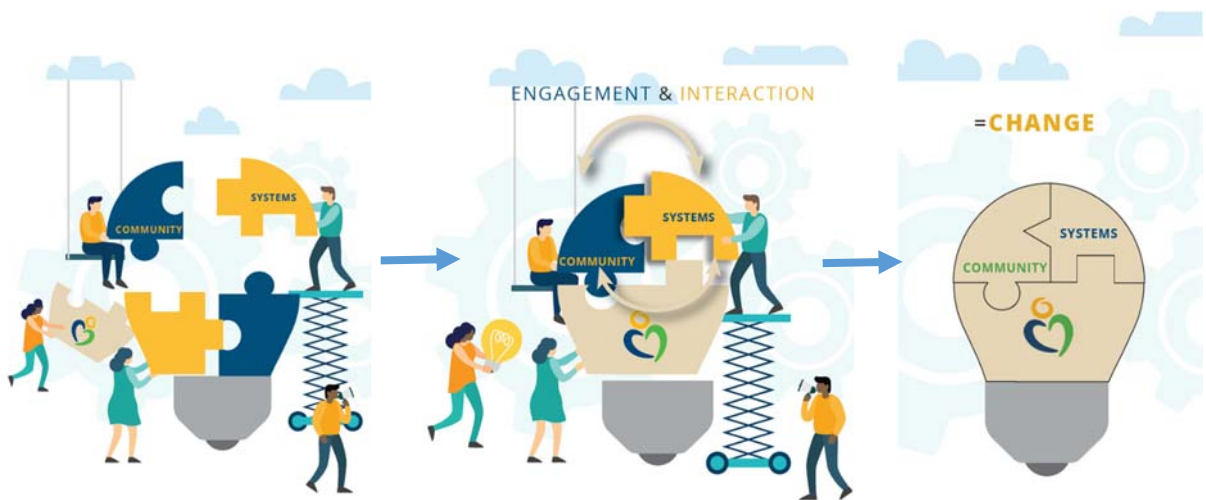 SYSTEMS
COMMUNITY
ENGAGEMENT & INTERACTION
SYSTEMS
COMMUNITY
=CHANGE
SYSTEMS
COMMUNITY